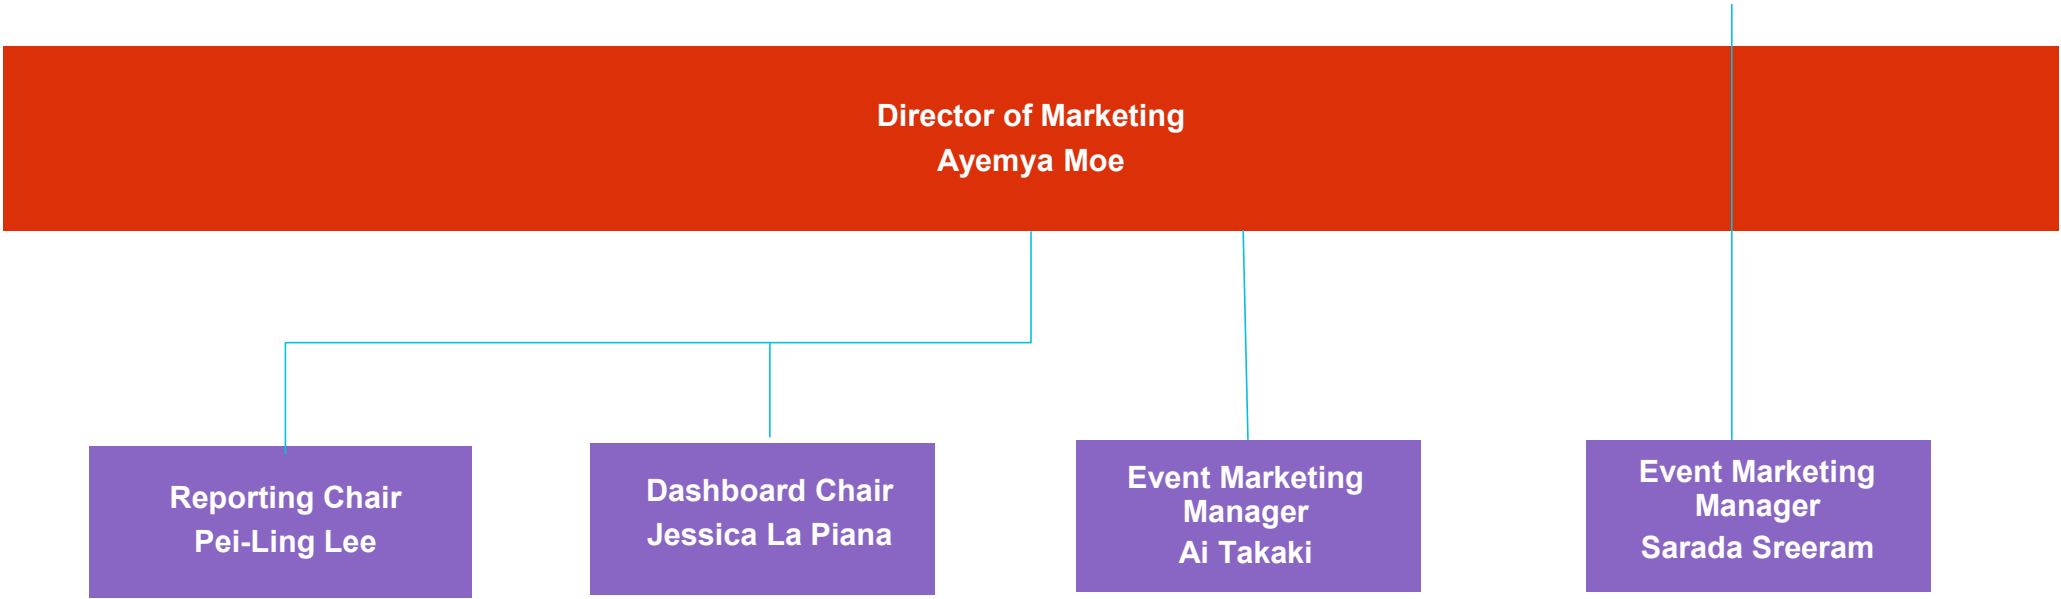 Director of Marketing
Ayemya Moe
Reporting Chair
Pei-Ling Lee
Dashboard Chair
Jessica La Piana
Event Marketing
Manager
Ai Takaki
Event Marketing
Manager
Sarada Sreeram